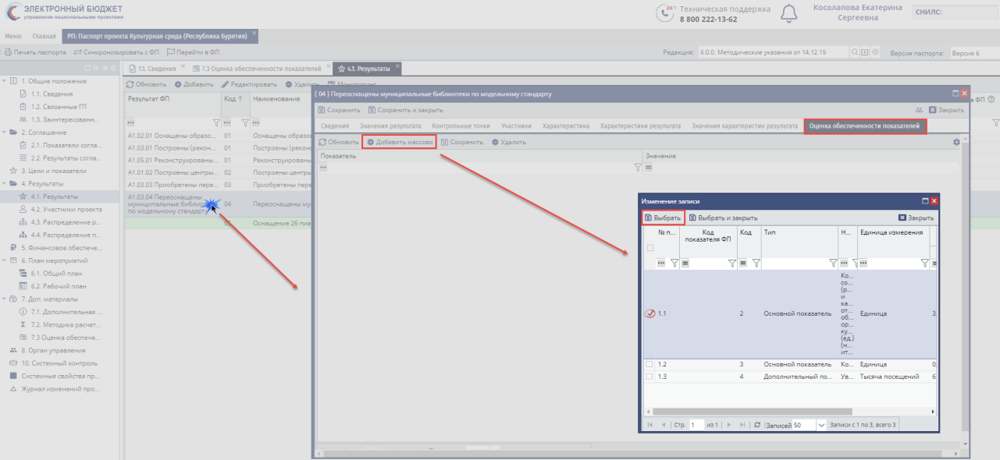 ЭЛЕКТРОННЫЙ БЮДЖЕТ
управление национальными проектами
24/7 Техническая поддержка
8 800 222-13-62
Косолапова Екатерина
Сергеевна
СНИЛС:
Меню Главная РП: Паспорт проекта Культурная среда (Республика Бурятия)
Печать паспорта Синхронизировать с ФП Перейти в ФП
Редакция: 6.0.0. Методические указания от 14.12.19 Версия паспорта: Версия 6
1. Общие положения
1.1. Сведения
1.2. Связанные ГП
1.3. Заинтересованн...
2. Соглашение
2.1. Показатели согла...
2.2. Результаты согла...
3. Цели и показатели
4. Результаты
4.1. Результаты
4.2. Участники проекта
4.3. Распределение р...
4.4. Распределение п...
5. Финансовое обеспече...
6. План мероприятий
6.1. Общий план
6.2. Рабочий план
7. Доп. материалы
7.1. Дополнительная ...
7.2. Методика расчет...
7.3 Оценка обеспече...
8. Орган управления
10. Системный контроль
Системные свойства пр...
Журнал изменений про...
1.1. Сведения 7.3 Оценка обеспеченности показателей 4.1. Результаты
Обновить Добавить Редактировать Удалить Мониторинг
Результат ФП Код Наименование
а ФП
А1.02.01 Оснащены образо... 01 Оснащены образо
А1.03.01 Построены (рекон... 01 Построены (рекон
А1.05.01 Реконструированы... 01 Реконструированы
А1.01.02 Построены центры... 02 Построены центры
А1.03.03 Приобретены пере... 03 Приобретены пере
А1.03.04 Переоснащены
муниципальные библиот
по модельному стандарту
04 Переоснащены му
05 Оснащение 26 пиа
( 04 ) Переоснащены муниципальные библиотеки по модельному стандарту
Сохранить Сохранить и закрыть Закрыть
Сведения Значения результата Контрольные точки Участники Характеристика Характеристики результата Значения характеристик результата Оценка обеспеченности показателей
Обновить Добавить массово Сохранить Удалить
Показатель Значение
Изменение записи
Выбрать Выбрать и закрыть Закрыть
№ п... Код
показателя ФП
Код Тип Н... Единица измерения
Ко...
со...
(р...
и
ка...
от...
об...
ор...
ку...
(ед.)
(н...
ит...
1.1 2 Основной показатель Единица 3
1.2 3 Основной показатель Ко... Единица 0
1.3 4 Дополнительный по... Ув... Тысяча посещений 6
Стр. 1 из 1 Записей 50 Записи с 1 по 3, всего 3